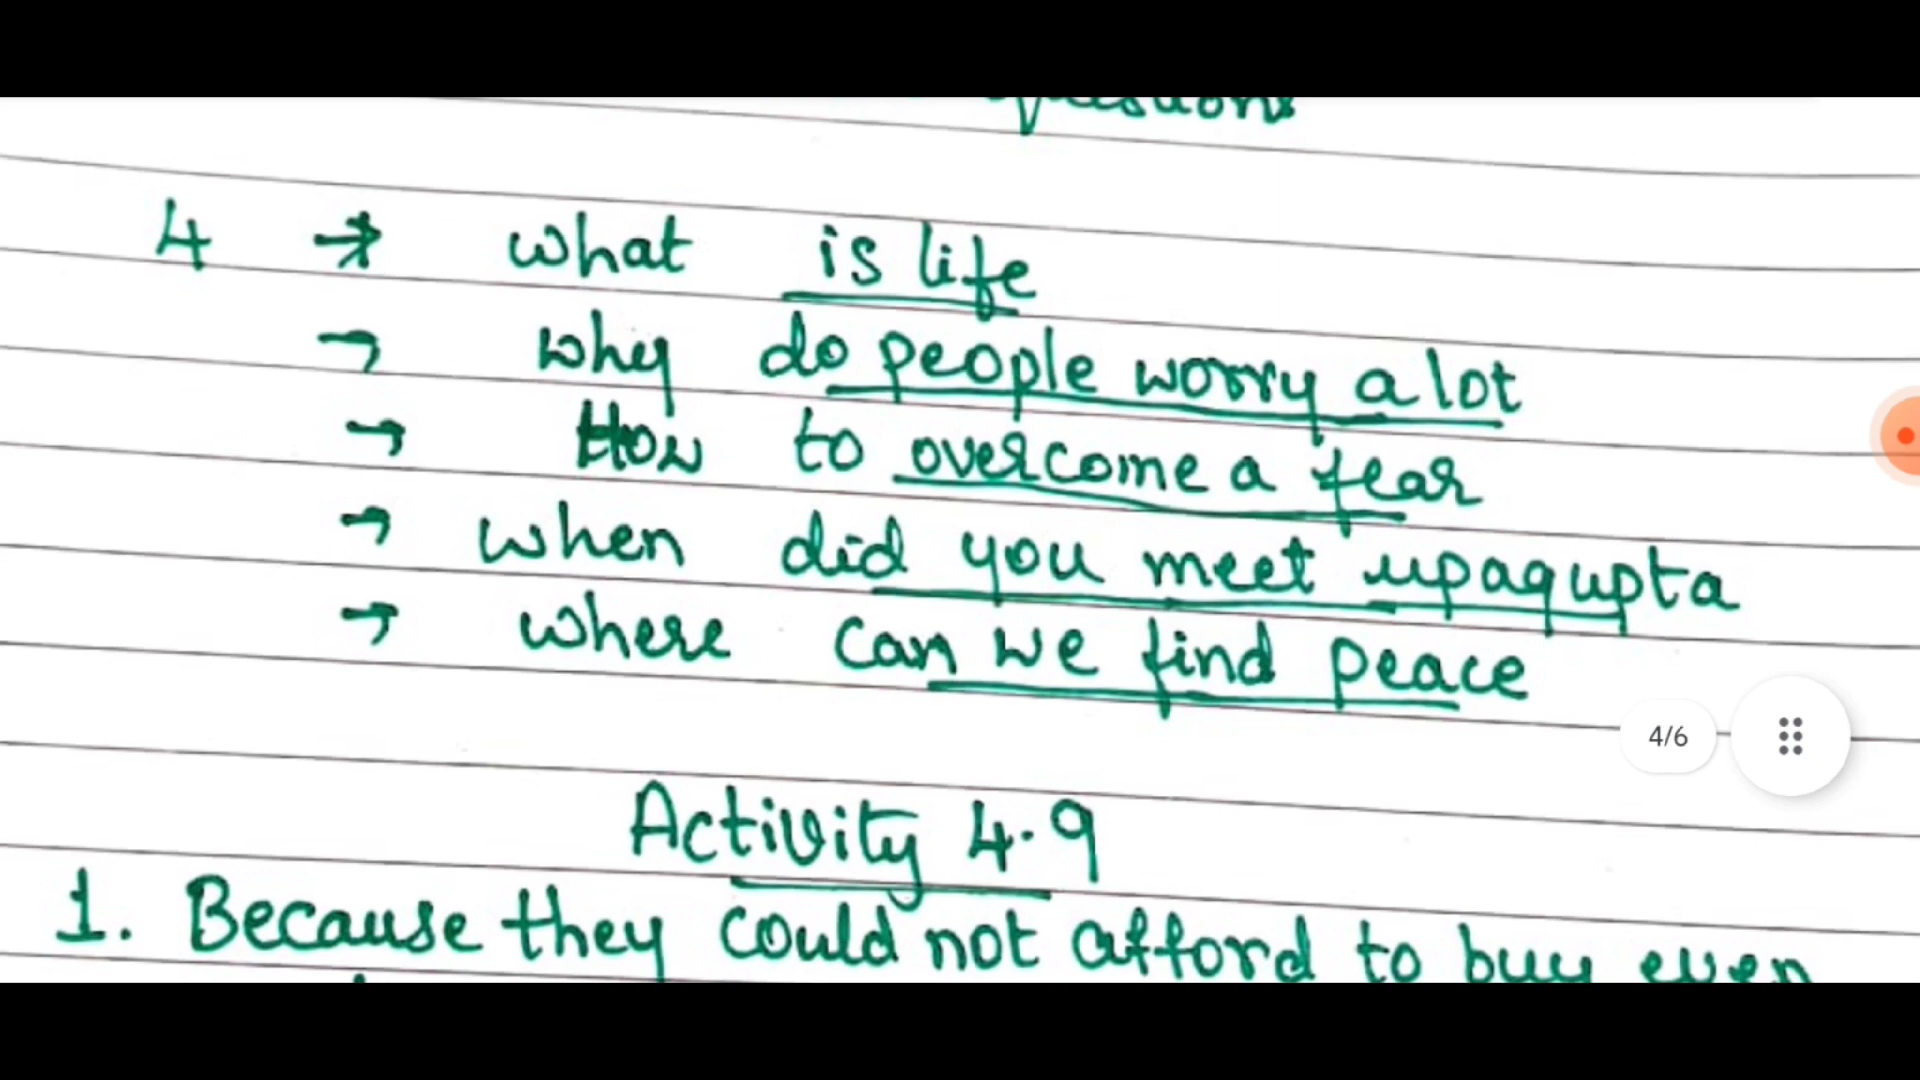 questions
4 → what is life
→ why do people worry a lot
→ How to overcome a fear
→ when did you meet upagupta
→ where can we find peace
4/6
Activity 4.9
1. Because they could not afford to buy even